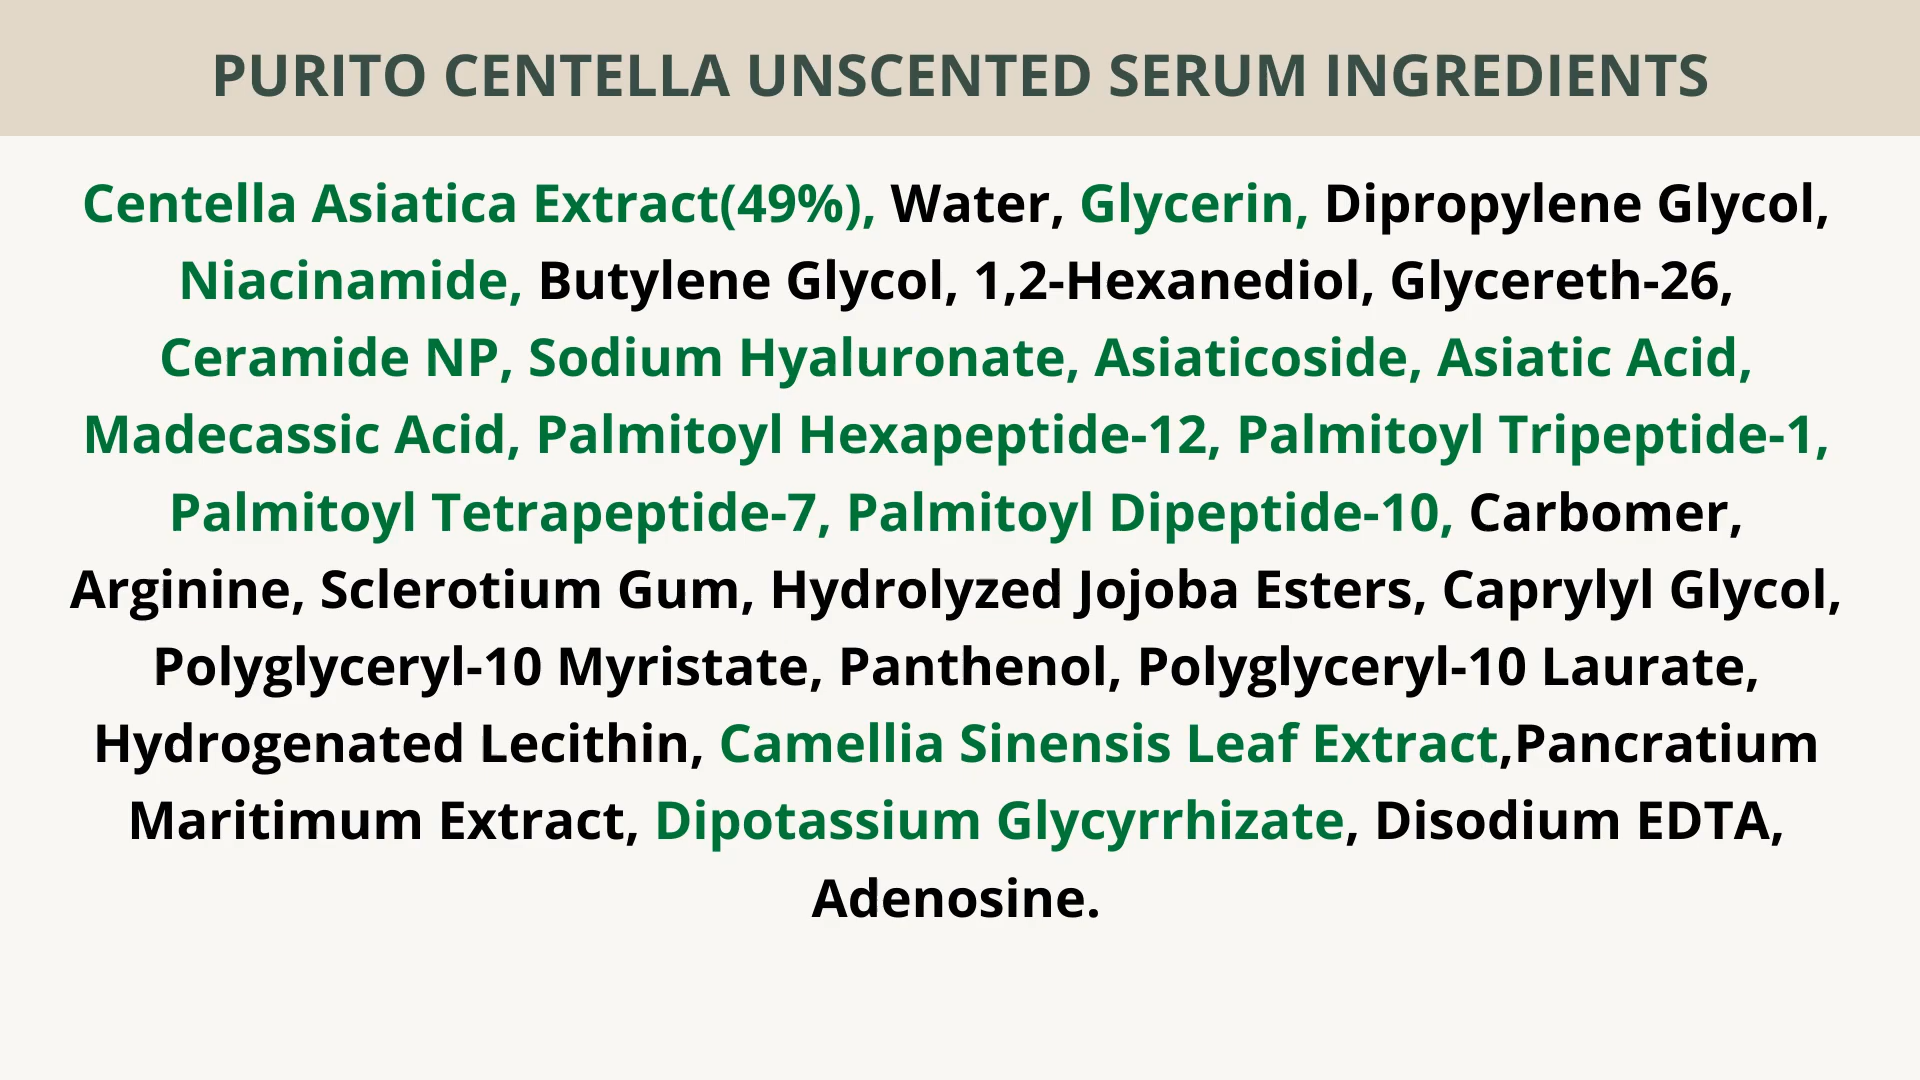 PURITO CENTELLA UNSCENTED SERUM INGREDIENTS
Centella Asiatica Extract(49%), Water, Glycerin, Dipropylene Glycol,
Niacinamide, Butylene Glycol, 1,2-Hexanediol, Glycereth-26,
Ceramide NP, Sodium Hyaluronate, Asiaticoside, Asiatic Acid,
Madecassic Acid, Palmitoyl Hexapeptide-12, Palmitoyl Tripeptide-1,
Palmitoyl Tetrapeptide-7, Palmitoyl Dipeptide-10, Carbomer,
Arginine, Sclerotium Gum, Hydrolyzed Jojoba Esters, Caprylyl Glycol,
Polyglyceryl-10 Myristate, Panthenol, Polyglyceryl-10 Laurate,
Hydrogenated Lecithin, Camellia Sinensis Leaf Extract,Pancratium
Maritimum Extract, Dipotassium Glycyrrhizate, Disodium EDTA,
Adenosine.